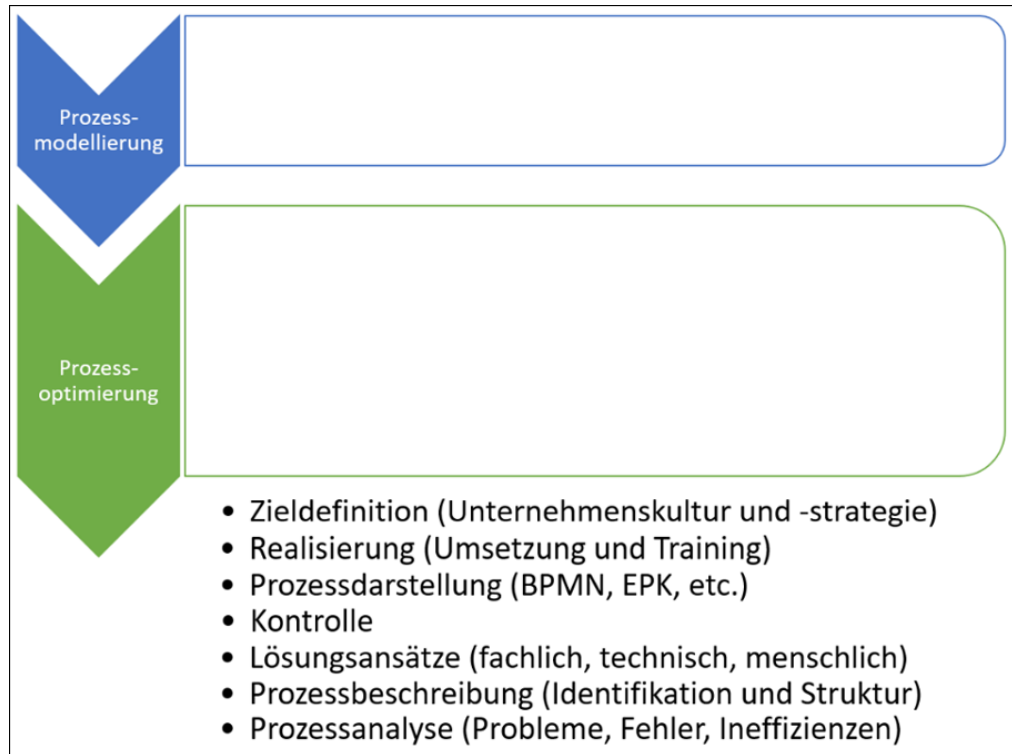 Prozess-
modellierung
Prozess-
optimierung
• Zieldefinition (Unternehmenskultur und -strategie)
• Realisierung (Umsetzung und Training)
• Prozessdarstellung (BPMN, EPK, etc.)
• Kontrolle
• Lösungsansätze (fachlich, technisch, menschlich)
• Prozessbeschreibung (Identifikation und Struktur)
• Prozessanalyse (Probleme, Fehler, Ineffizienzen)